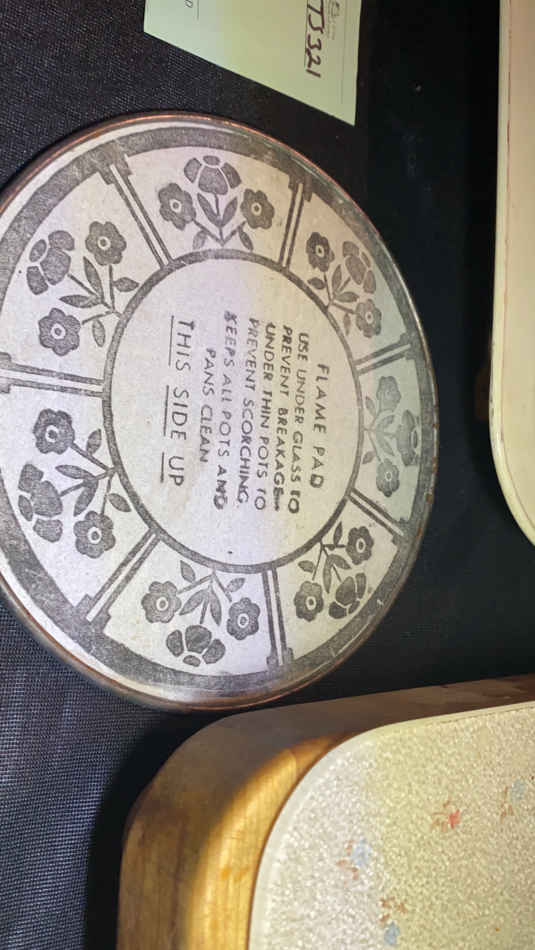 TJ321
FLAME PAD
USE UNDER GLASS TO
PREVENT BREAKAGE
UNDER THIN POTS TO
PREVENT SCORCHING.
KEEPS ALL POTS AND
PANS CLEAN
THIS SIDE UP